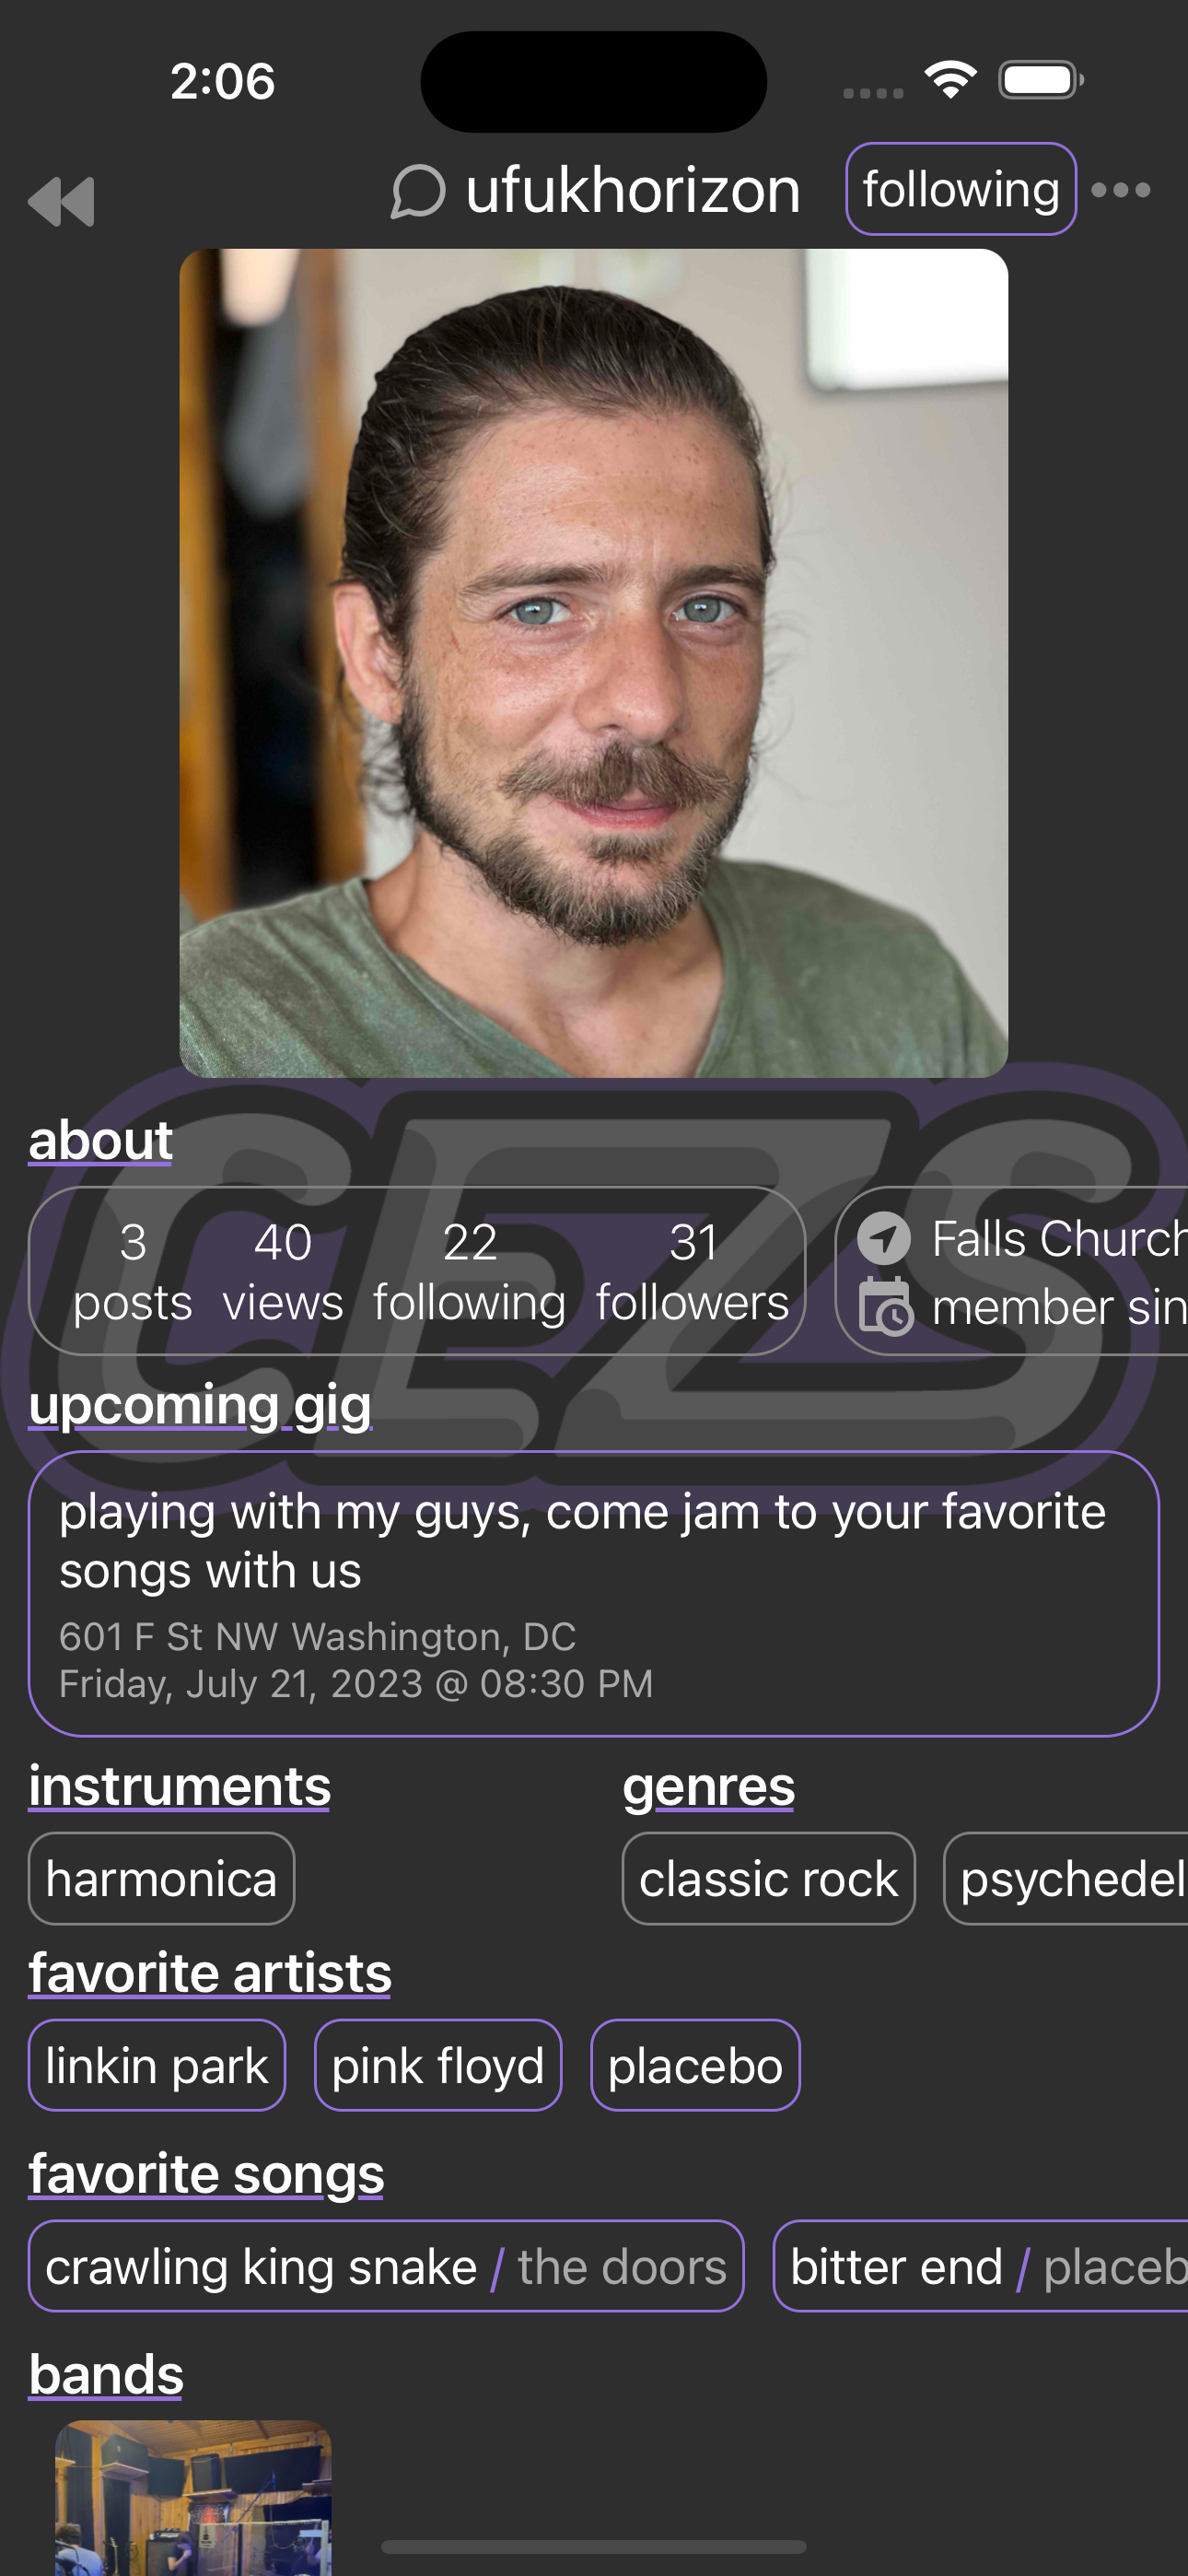 2:06
ufukhorizon following
about
3 40 22 31
posts views following followers
Falls Church
member sin
upcoming gig
playing with my guys, come jam to your favorite
songs with us
601 F St NW Washington, DC
Friday, July 21, 2023 @ 08:30 PM
instruments genres
harmonica classic rock psychedel
favorite artists
linkin park pink floyd placebo
favorite songs
crawling king snake / the doors bitter end / placeb
bands
CEZS